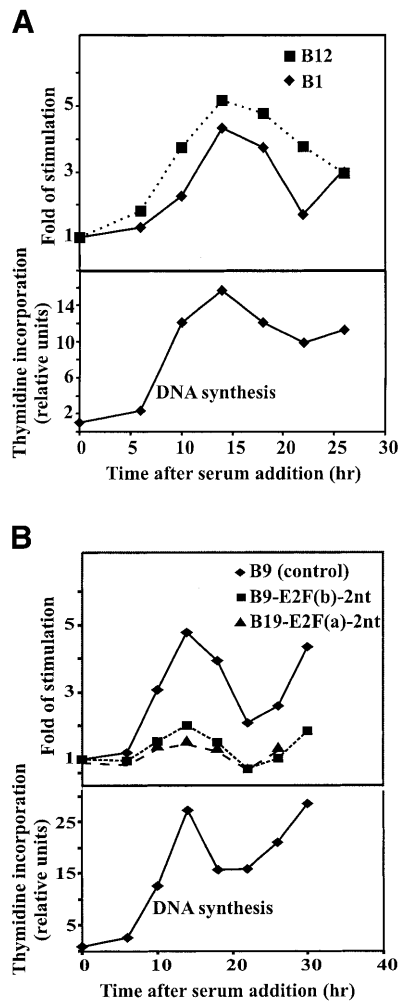 A
B12
B1
Fold of stimulation
5
3
1
Thymidine incorporation
(relative units)
14
10
6
2
DNA synthesis
0 5 10 15 20 25 30
Time after serum addition (hr)
B
B9 (control)
B9-E2F(b)-2nt
B19-E2F(a)-2nt
Fold of stimulation
5
3
1
Thymidine incorporation
(relative units)
25
15
5
DNA synthesis
0 10 20 30 40
Time after serum addition (hr)